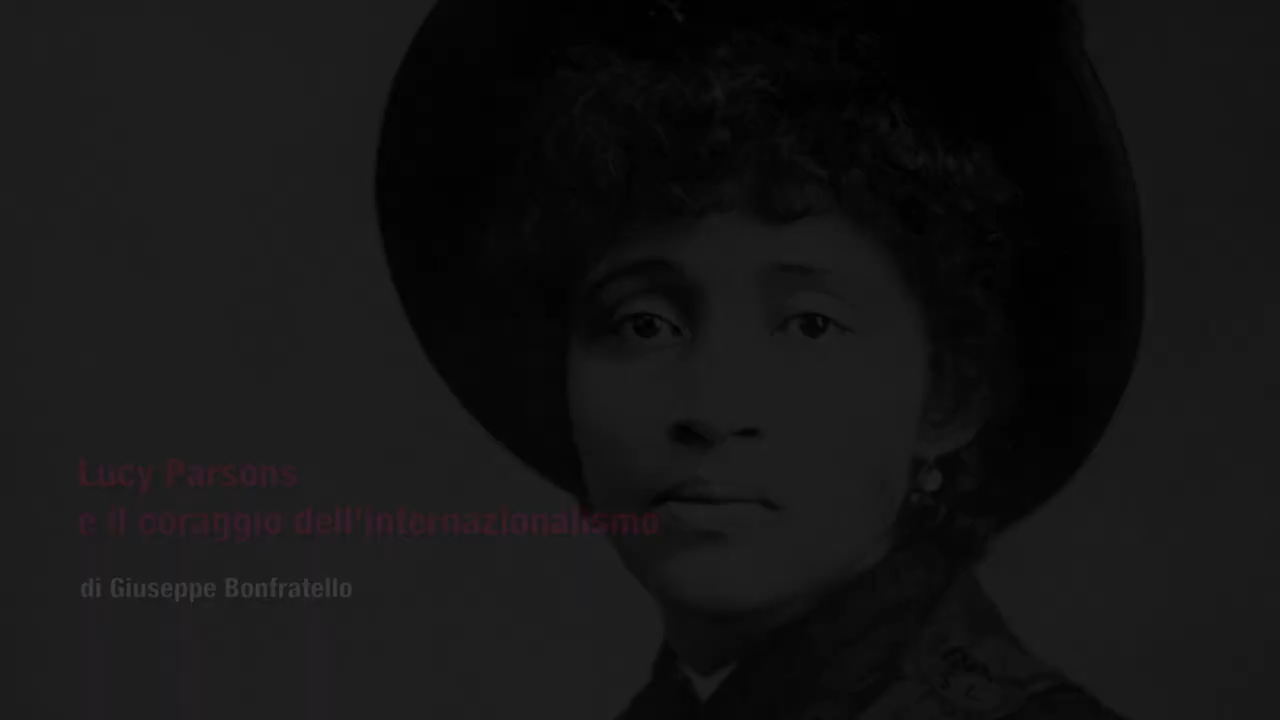 Lucy Parsons
e il coraggio dell'internazionalismo
di Giuseppe Bonfratello